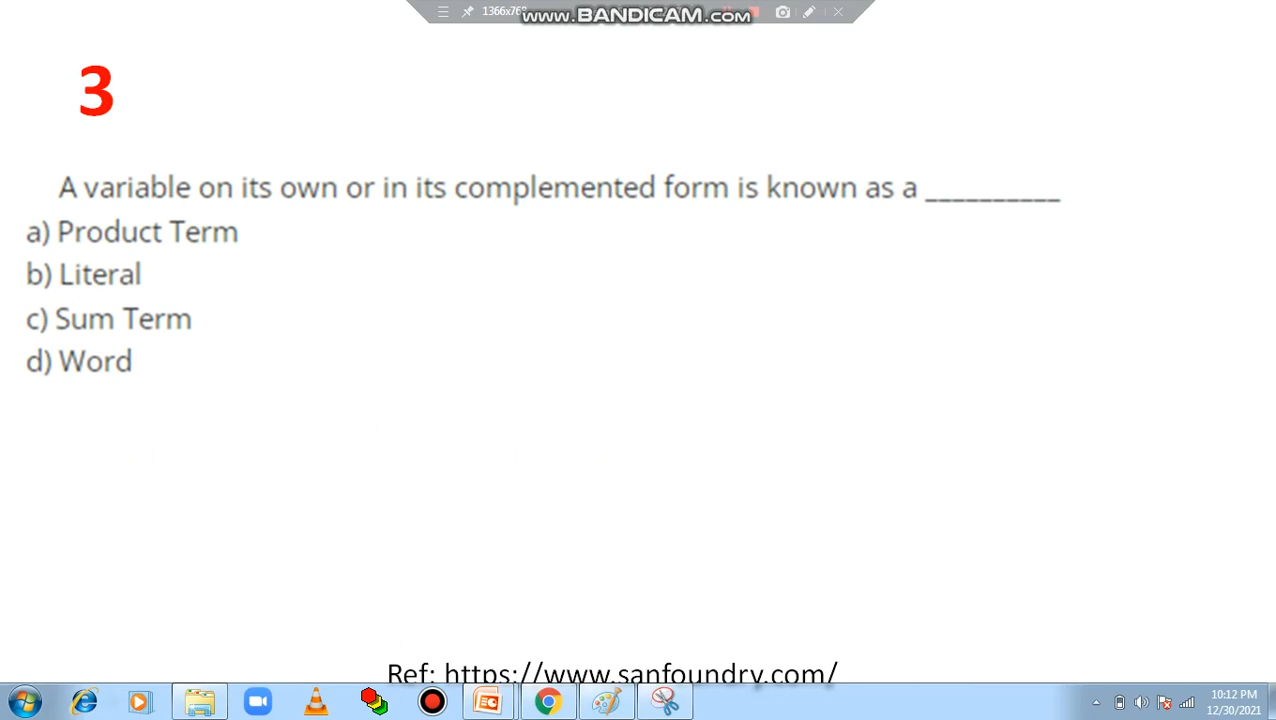 1366x768
www.BANDICAM.com
3
A variable on its own or in its complemented form is known as a __________
a) Product Term
b) Literal
c) Sum Term
d) Word
Ref: https://www.sanfoundry.com/
10:12 PM
12/30/2021